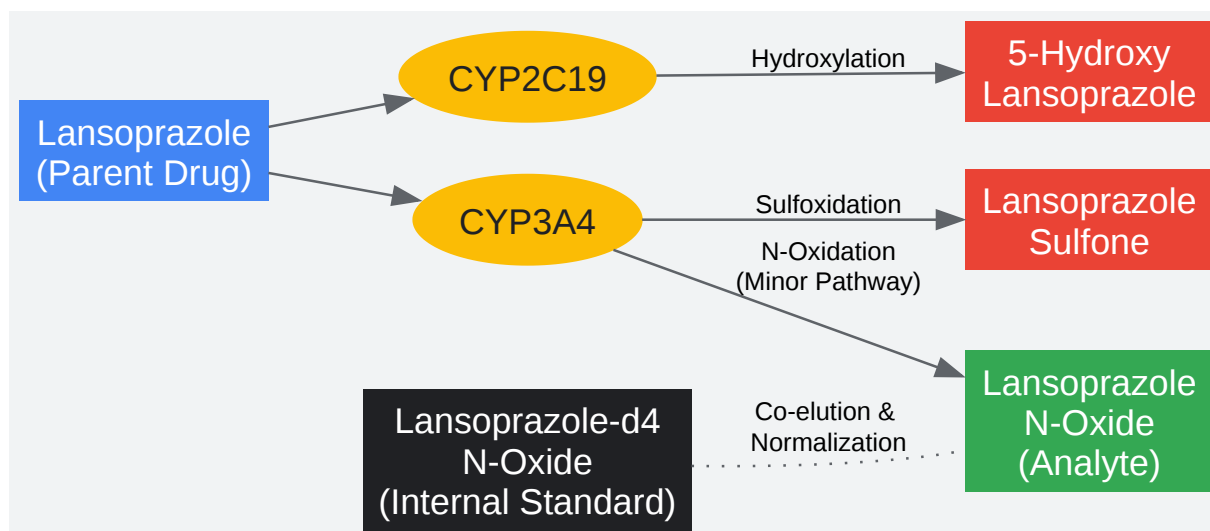 Lansoprazole
(Parent Drug)
CYP2C19
Hydroxylation
5-Hydroxy
Lansoprazole
CYP3A4
Sulfoxidation
Lansoprazole
Sulfone
N-Oxidation
(Minor Pathway)
Lansoprazole-d4
N-Oxide
(Internal Standard)
Co-elution &
Normalization
Lansoprazole
N-Oxide
(Analyte)